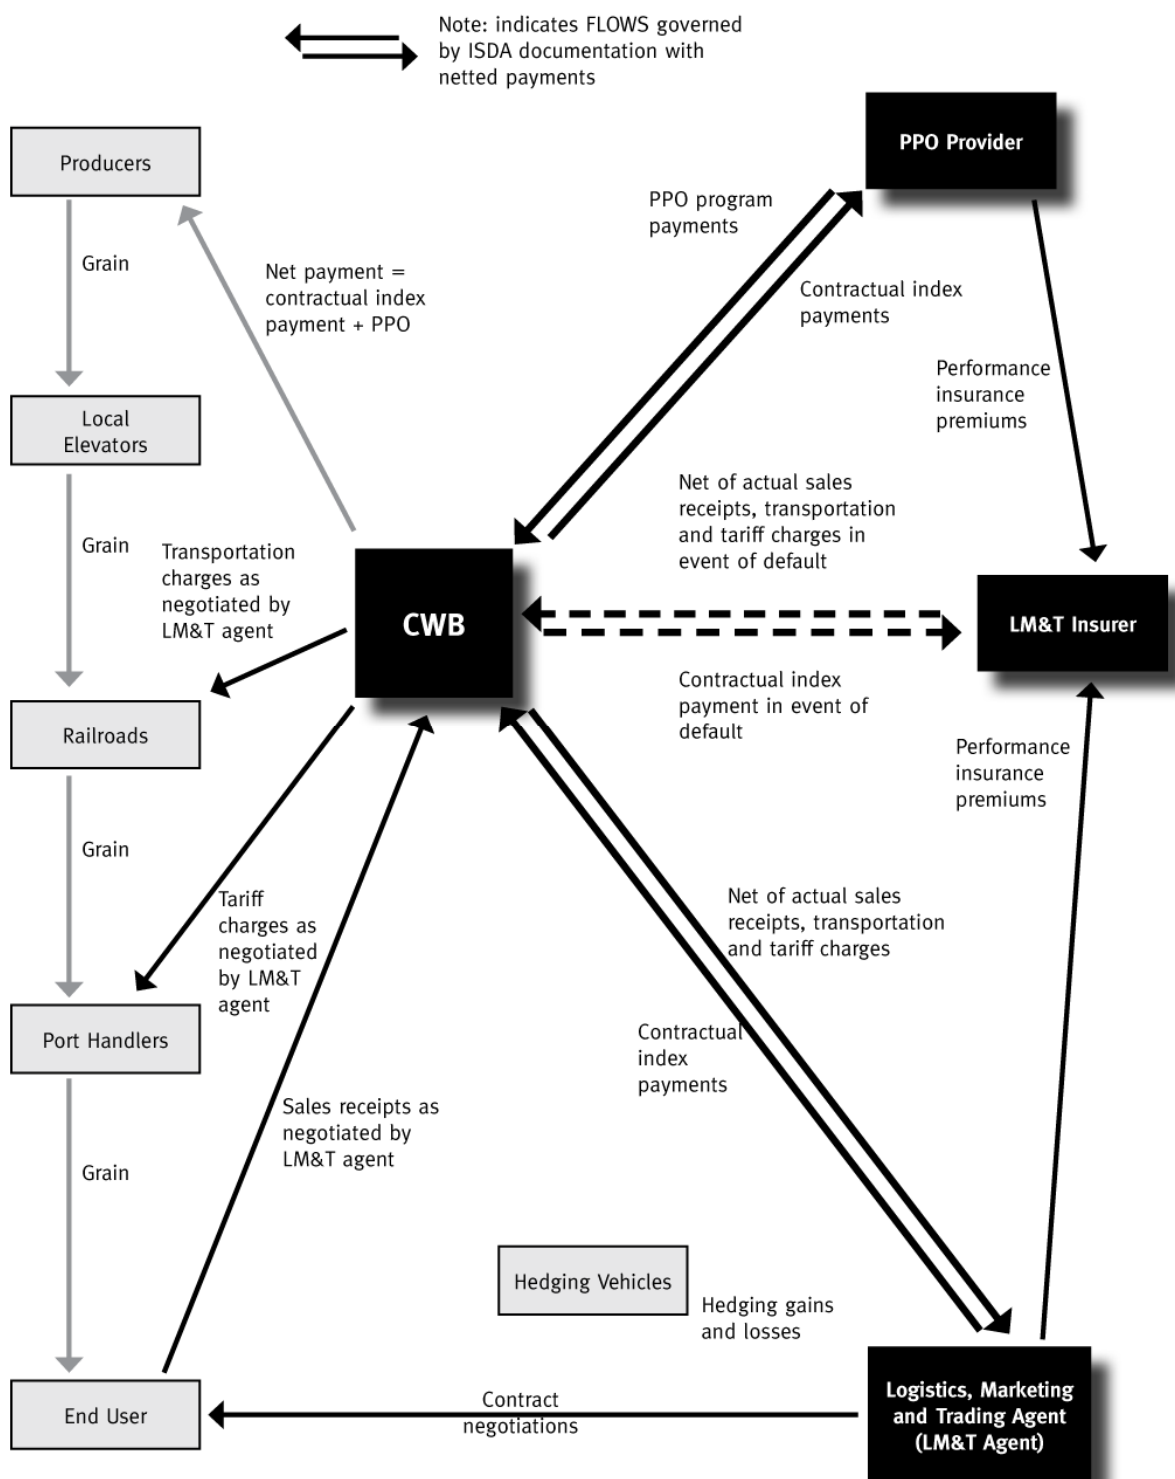 Note: indicates FLOWS governed
by ISDA documentation with
netted payments
PPO Provider
Producers
PPO program
payments
Grain
Net payment =
contractual index
payment + PPO
Contractual index
payments
Performance
insurance
premiums
Local
Elevators
Net of actual sales
receipts, transportation
and tariff charges in
event of default
Grain
Transportation
charges as
negotiated by
LM&T agent
CWB
LM&T Insurer
Contractual index
payment in event of
default
Railroads
Performance
insurance
premiums
Grain
Tariff
charges as
negotiated
by LM&T
agent
Net of actual sales
receipts, transportation
and tariff charges
Port Handlers
Contractual
index
payments
Sales receipts as
negotiated by
LM&T agent
Grain
Hedging Vehicles
Hedging gains
and losses
End User
Contract
negotiations
Logistics, Marketing
and Trading Agent
(LM&T Agent)